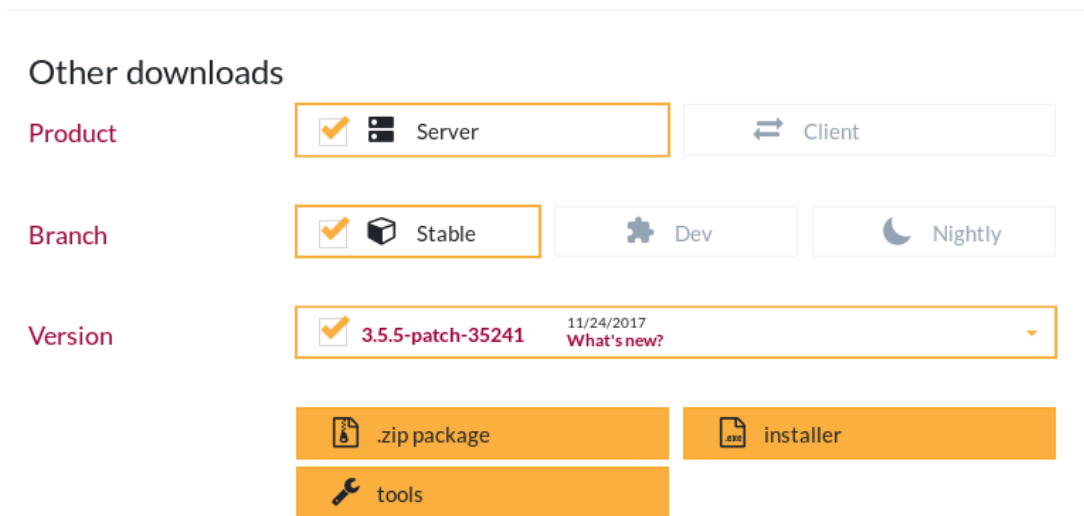 Other downloads
Product
Server
Client
Branch
Stable
Dev
Nightly
Version
3.5.5-patch-35241
11/24/2017
What's new?
.zip package
.exe
installer
tools